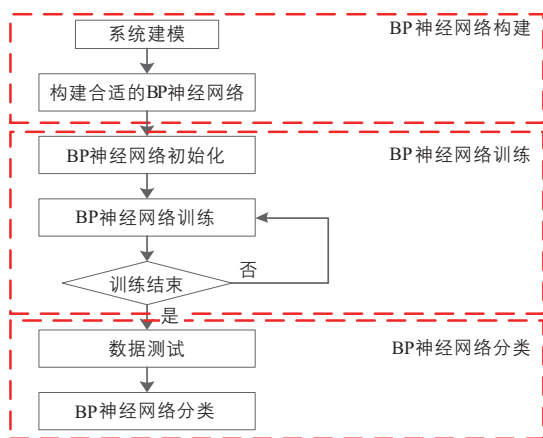 系统建模
BP神经网络构建
构建合适的BP神经网络
BP神经网络初始化
BP神经网络训练
BP神经网络训练
训练结束
否
是
数据测试
BP神经网络分类
BP神经网络分类